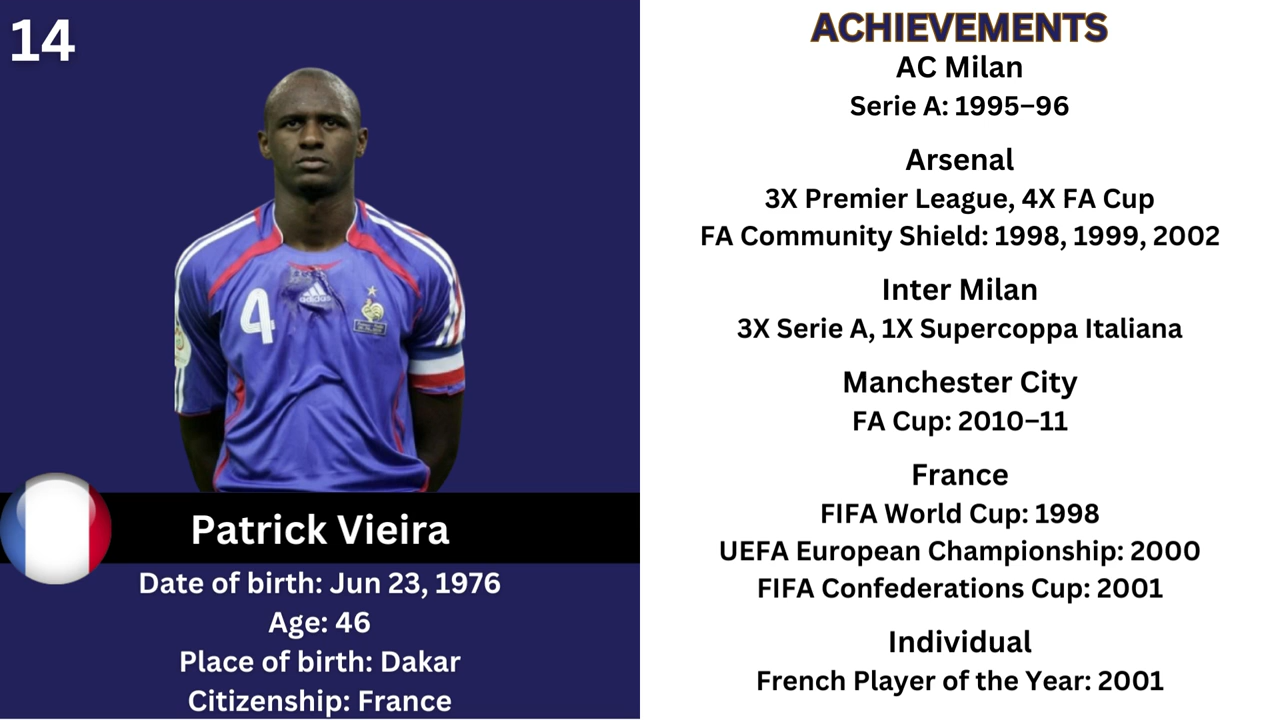 14
4
adidas
Patrick Vieira
Date of birth: Jun 23, 1976
Age: 46
Place of birth: Dakar
Citizenship: France
ACHIEVEMENTS
AC Milan
Serie A: 1995–96
Arsenal
3X Premier League, 4X FA Cup
FA Community Shield: 1998, 1999, 2002
Inter Milan
3X Serie A, 1X Supercoppa Italiana
Manchester City
FA Cup: 2010–11
France
FIFA World Cup: 1998
UEFA European Championship: 2000
FIFA Confederations Cup: 2001
Individual
French Player of the Year: 2001